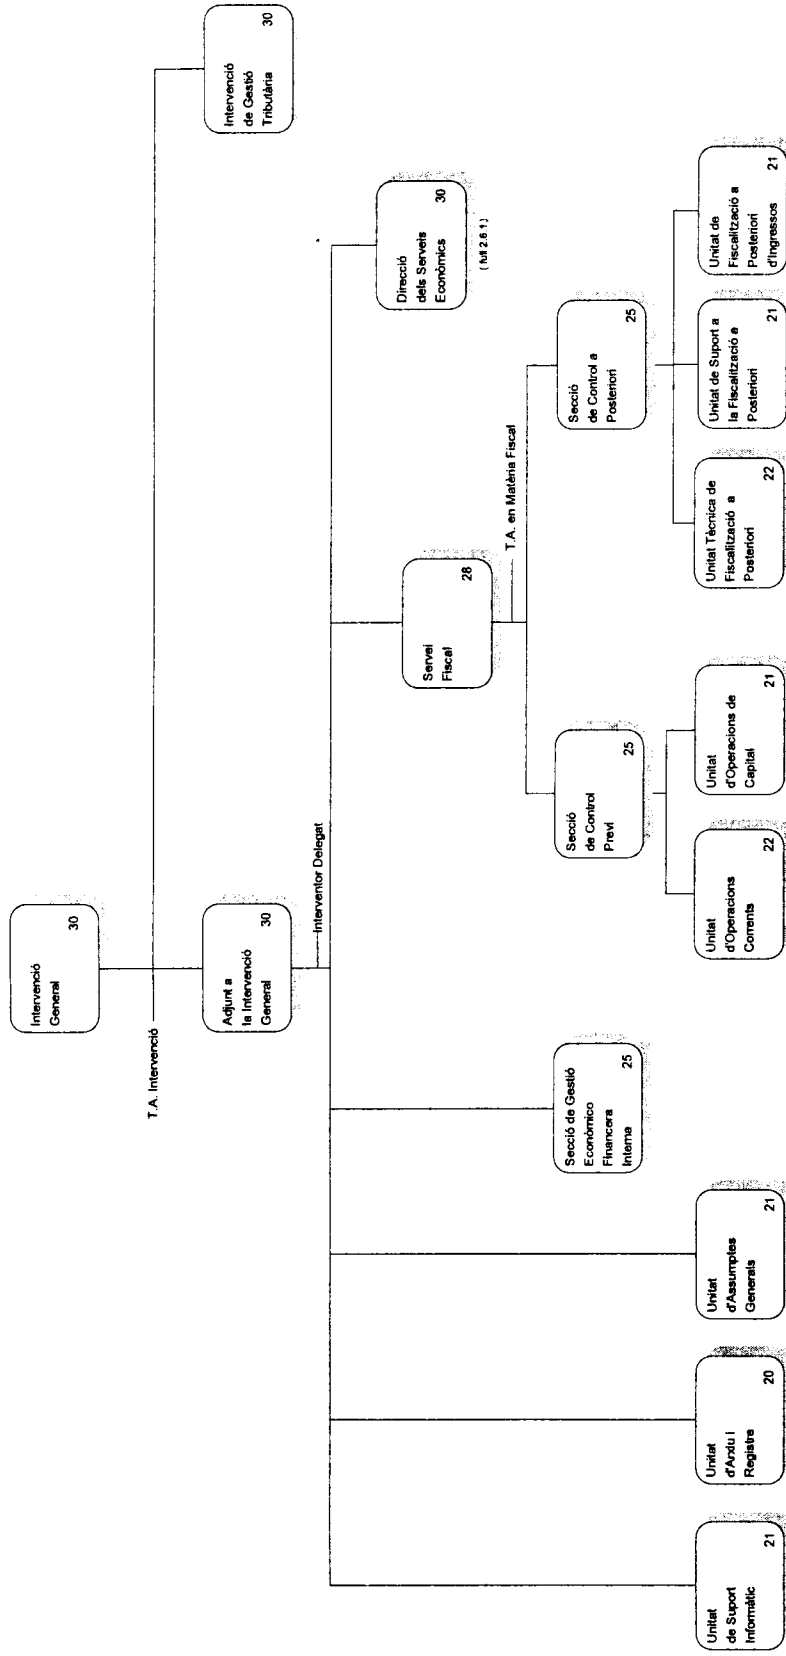 Intervenció
General
30
T.A. Intervenció
Adjunt a
la Intervenció
General
30
Intervenció
de Gestió
Tributària
30
Interventor Delegat
Unitat
de Suport
Informàtic
21
Unitat
d'Arxiu i
Registre
20
Unitat
d'Assumptes
Generals
21
Secció de Gestió
Econòmico
Financera
Interna
25
Servei
Fiscal
28
Direcció
dels Serveis
Econòmics
30
( full 2.6.1 )
T.A. en Matèria Fiscal
Secció
de Control
Previ
25
Secció
de Control a
Posteriori
25
Unitat
d'Operacions
Corrents
22
Unitat
d'Operacions de
Capital
21
Unitat Tècnica de
Fiscalització a
Posteriori
22
Unitat de Suport a
la Fiscalització a
Posteriori
21
Unitat de
Fiscalització a
Posteriori
d'Ingressos
21